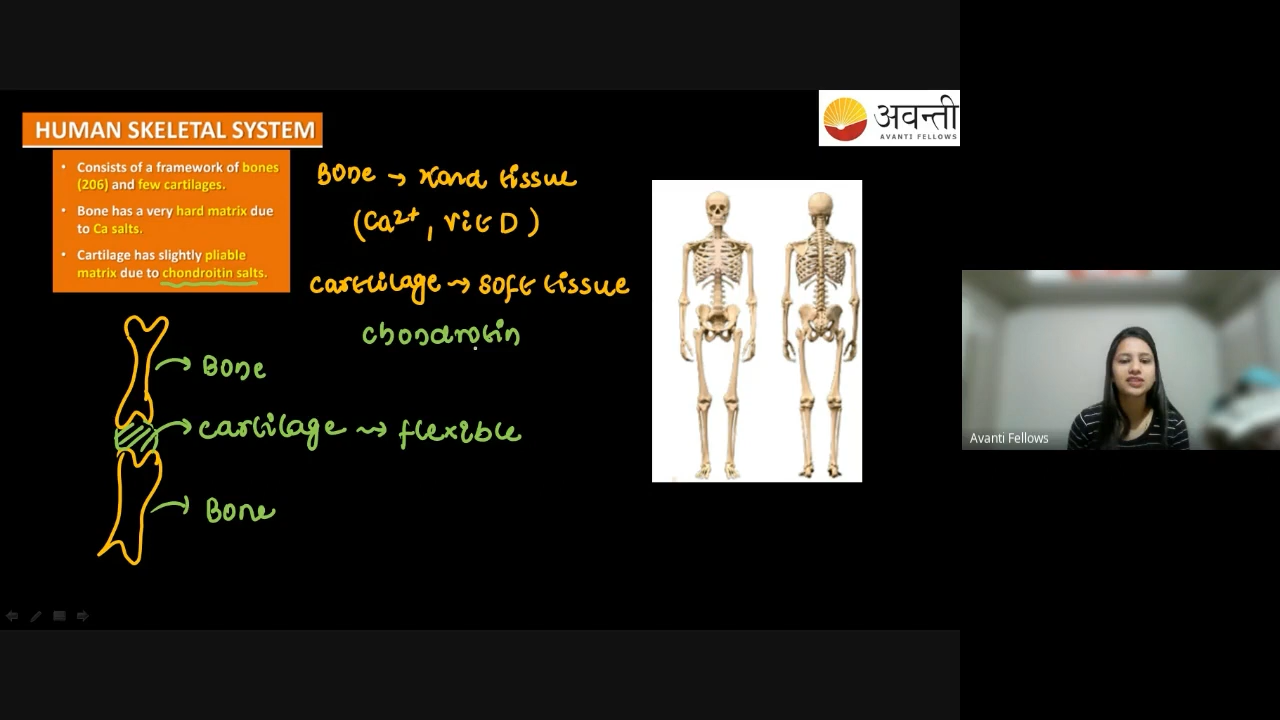 HUMAN SKELETAL SYSTEM
• Consists of a framework of bones
(206) and few cartilages.
• Bone has a very hard matrix due
to Ca salts.
• Cartilage has slightly pliable
matrix due to chondroitin salts.
Bone → Hard tissue
(Ca2+, Vit D)
Cartilage → soft tissue
Chondrotin
Bone
Cartilage → flexible
Bone
अवन्ती
AVANTI FELLOWS
Avanti Fellows